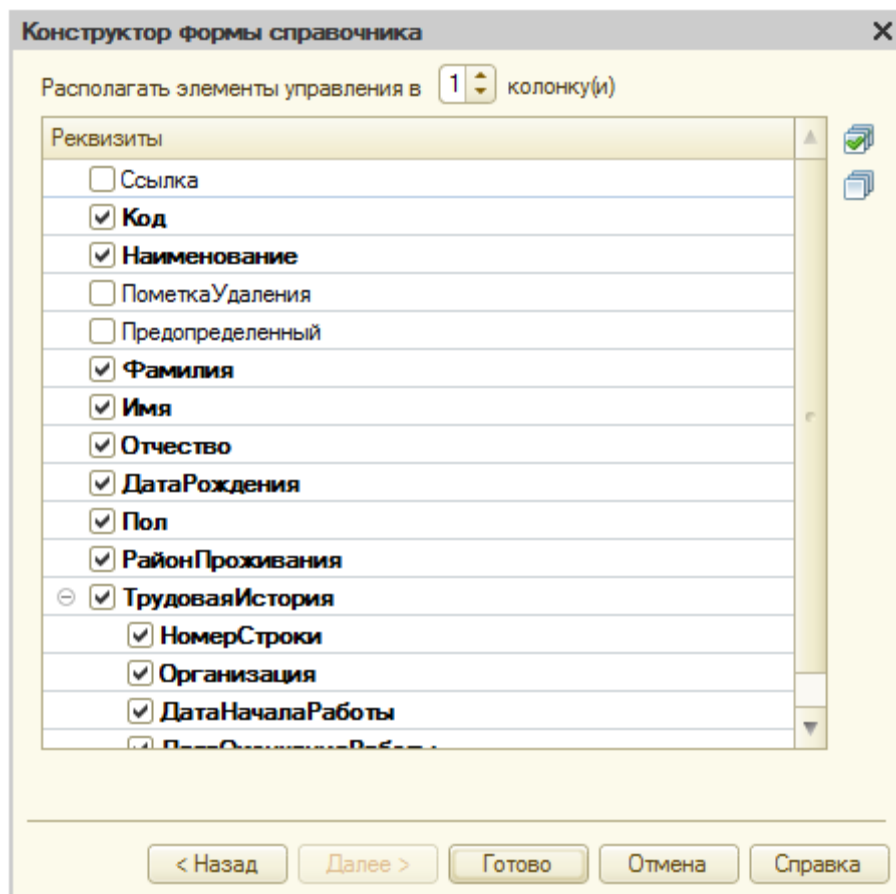 Конструктор формы справочника
Располагать элементы управления в 1 колонку(и)
Реквизиты
Ссылка
Код
Наименование
ПометкаУдаления
Предопределенный
Фамилия
Имя
Отчество
ДатаРождения
Пол
РайонПроживания
ТрудоваяИстория
НомерСтроки
Организация
ДатаНачалаРаботы
ДатаОкончанияРаботы
< Назад Далее > Готово Отмена Справка